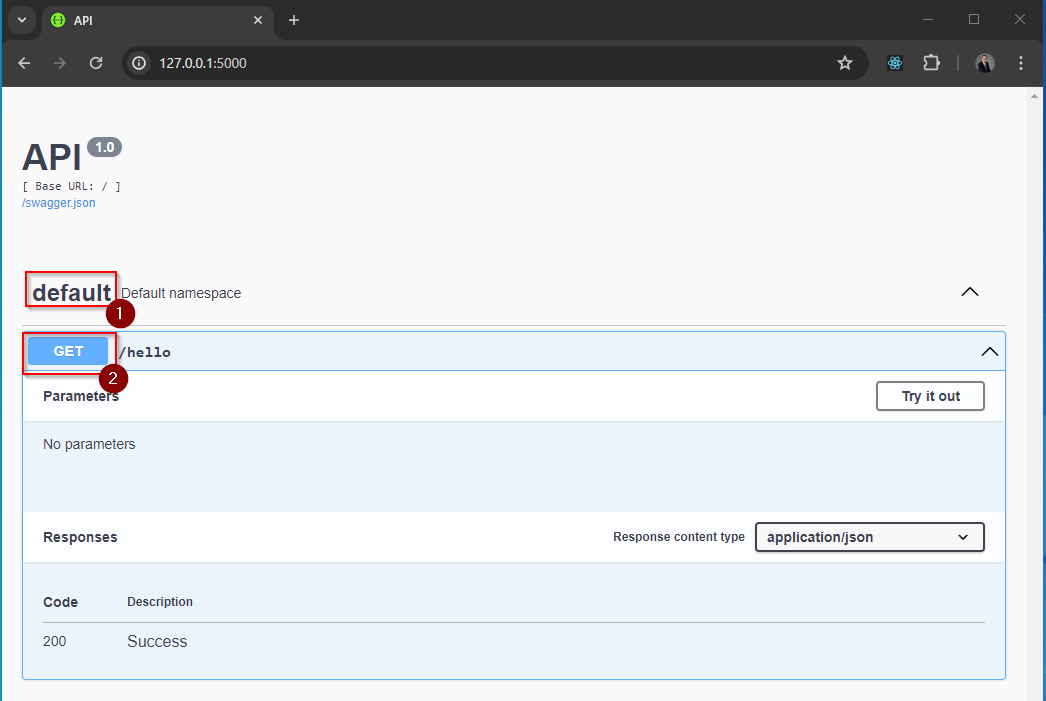 API
127.0.0.1:5000
API 1.0
[ Base URL: / ]
/swagger.json
default Default namespace
1
GET /hello
2
Parameters Try it out
No parameters
Responses Response content type application/json
Code Description
200 Success